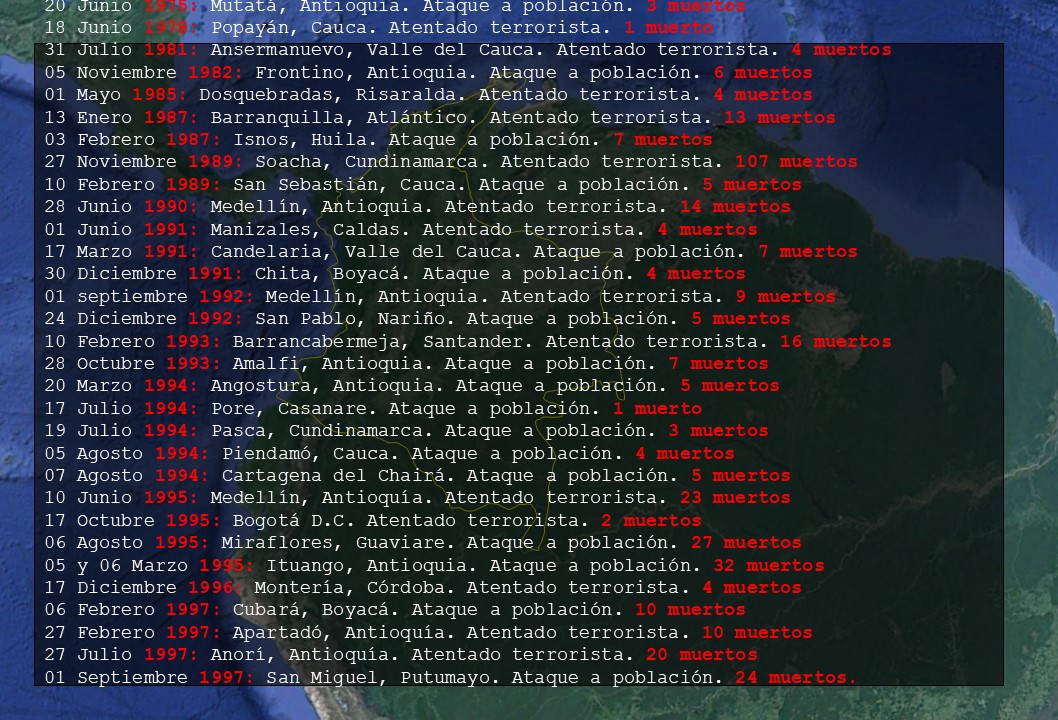 20 Junio 1975: Mutatá, Antioquía. Ataque a población. 3 muertos
18 Junio 1978: Popayán, Cauca. Atentado terrorista. 1 muerto
31 Julio 1981: Ansermanuevo, Valle del Cauca. Atentado terrorista. 4 muertos
05 Noviembre 1982: Frontino, Antioquia. Ataque a población. 6 muertos
01 Mayo 1985: Dosquebradas, Risaralda. Atentado terrorista. 4 muertos
13 Enero 1987: Barranquilla, Atlántico. Atentado terrorista. 13 muertos
03 Febrero 1987: Isnos, Huila. Ataque a población. 7 muertos
27 Noviembre 1989: Soacha, Cundinamarca. Atentado terrorista. 107 muertos
10 Febrero 1989: San Sebastián, Cauca. Ataque a población. 5 muertos
28 Junio 1990: Medellín, Antioquia. Atentado terrorista. 14 muertos
01 Junio 1991: Manizales, Caldas. Atentado terrorista. 4 muertos
17 Marzo 1991: Candelaria, Valle del Cauca. Ataque a población. 7 muertos
30 Diciembre 1991: Chita, Boyacá. Ataque a población. 4 muertos
01 septiembre 1992: Medellín, Antioquia. Atentado terrorista. 9 muertos
24 Diciembre 1992: San Pablo, Nariño. Ataque a población. 5 muertos
10 Febrero 1993: Barrancabermeja, Santander. Atentado terrorista. 16 muertos
28 Octubre 1993: Amalfi, Antioquia. Ataque a población. 7 muertos
20 Marzo 1994: Angostura, Antioquia. Ataque a población. 5 muertos
17 Julio 1994: Pore, Casanare. Ataque a población. 1 muerto
19 Julio 1994: Pasca, Cundinamarca. Ataque a población. 3 muertos
05 Agosto 1994: Piendamó, Cauca. Ataque a población. 4 muertos
07 Agosto 1994: Cartagena del Chairá. Ataque a población. 5 muertos
10 Junio 1995: Medellín, Antioquía. Atentado terrorista. 23 muertos
17 Octubre 1995: Bogotá D.C. Atentado terrorista. 2 muertos
06 Agosto 1995: Miraflores, Guaviare. Ataque a población. 27 muertos
05 y 06 Marzo 1995: Ituango, Antioquia. Ataque a población. 32 muertos
17 Diciembre 1996: Montería, Córdoba. Atentado terrorista. 4 muertos
06 Febrero 1997: Cubará, Boyacá. Ataque a población. 10 muertos
27 Febrero 1997: Apartadó, Antioquía. Atentado terrorista. 10 muertos
27 Julio 1997: Anorí, Antioquía. Atentado terrorista. 20 muertos
01 Septiembre 1997: San Miguel, Putumayo. Ataque a población. 24 muertos.